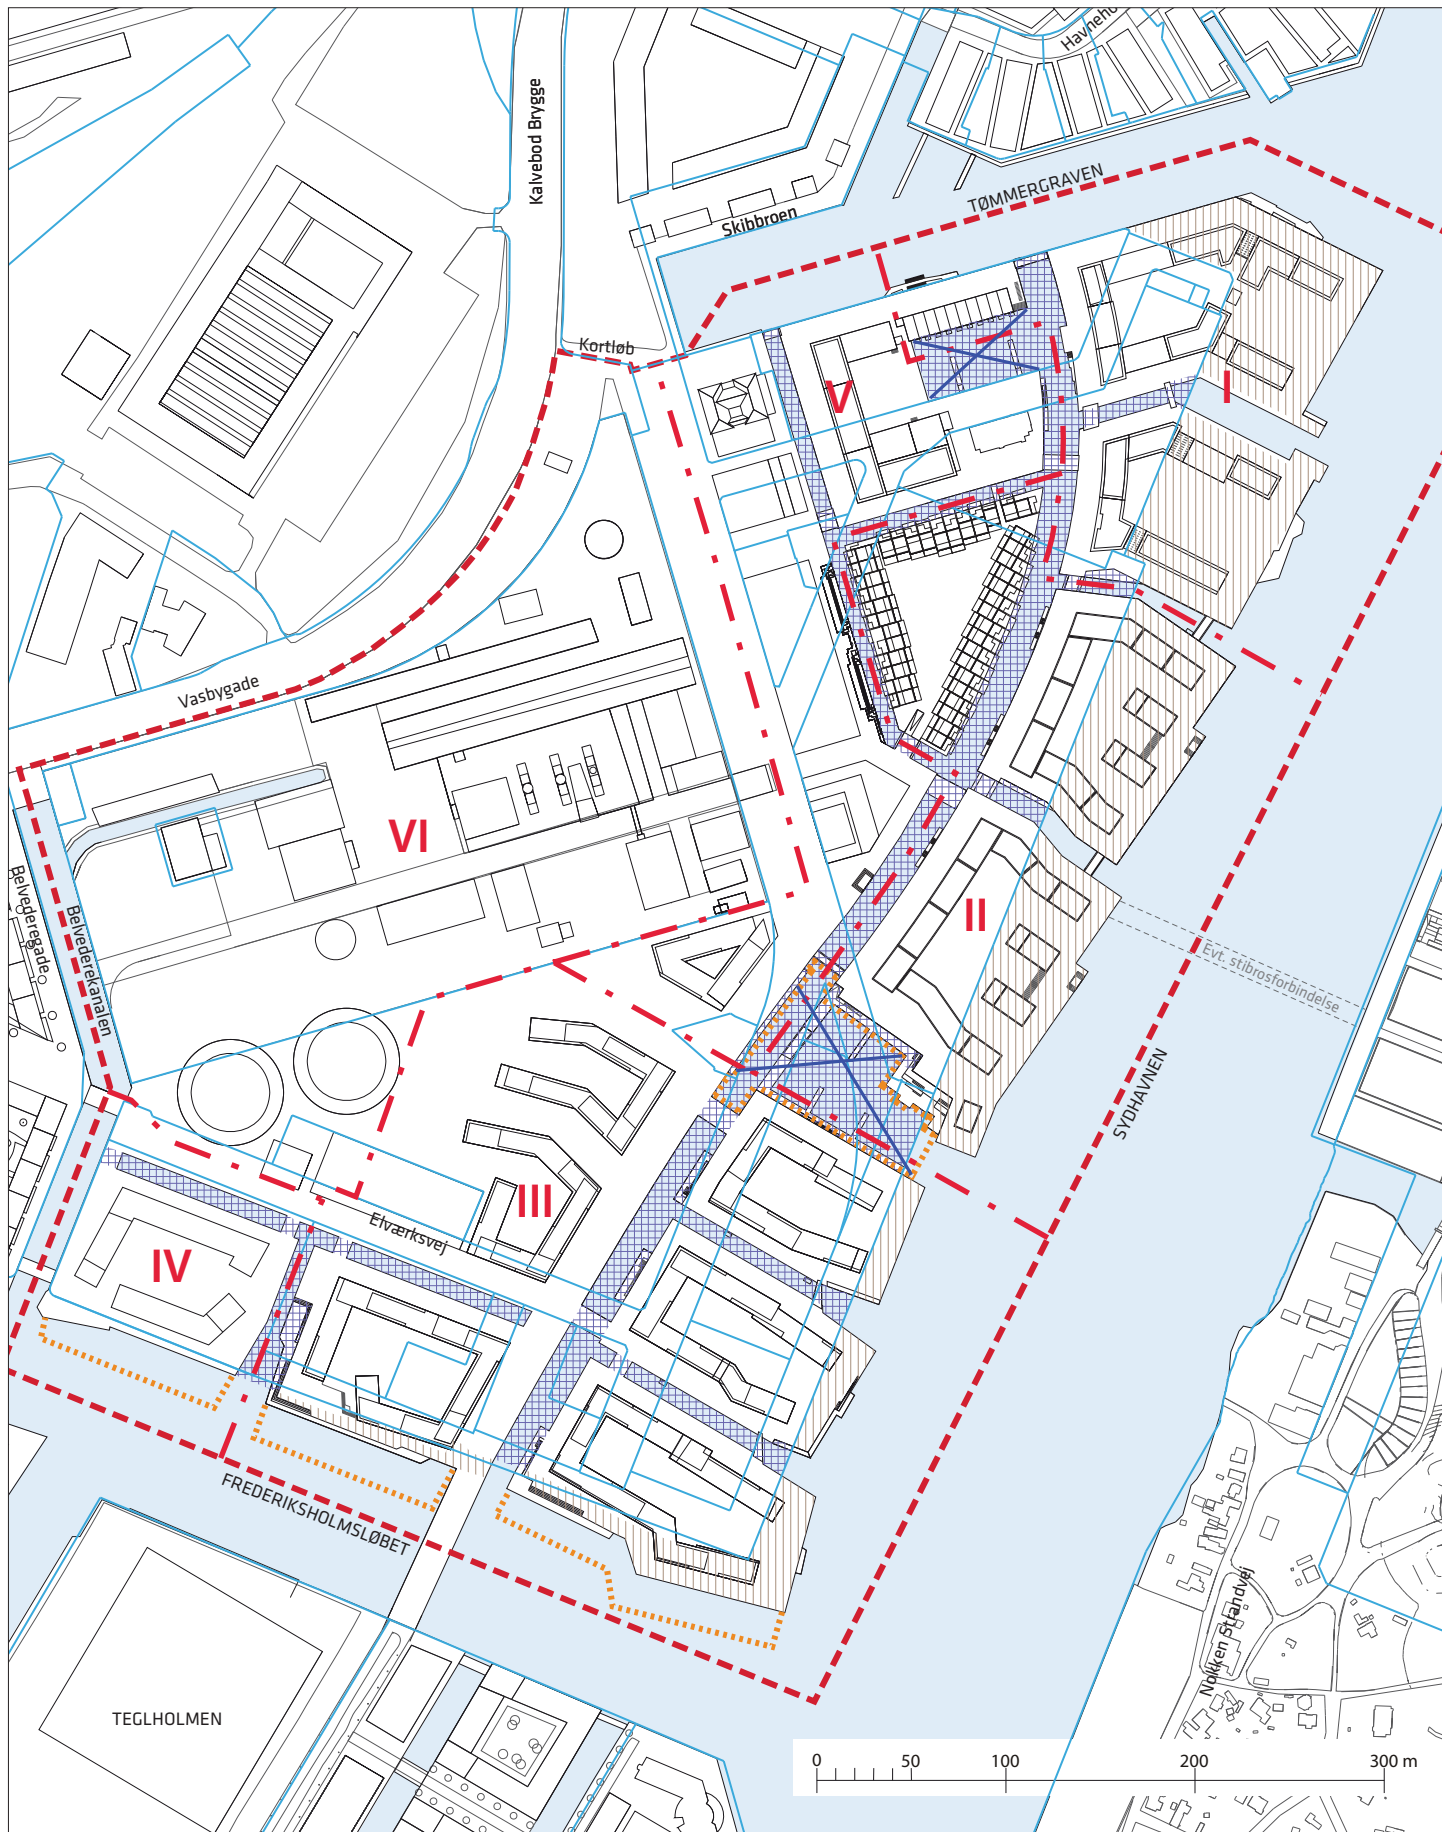 Havneho
Kalvebod Brygge
TØMMERGRAVEN
Skibbroen
Kortløb
V
I
Vasbygade
VI
Belvederegade
Belvederekanalen
II
Evt. stibrosforbindelse
SYDHAVNEN
III
Elværksvej
IV
FREDERIKSHOLMSLØBET
Nokken Strandvej
TEGLHOLMEN
0 50 100 200 300 m